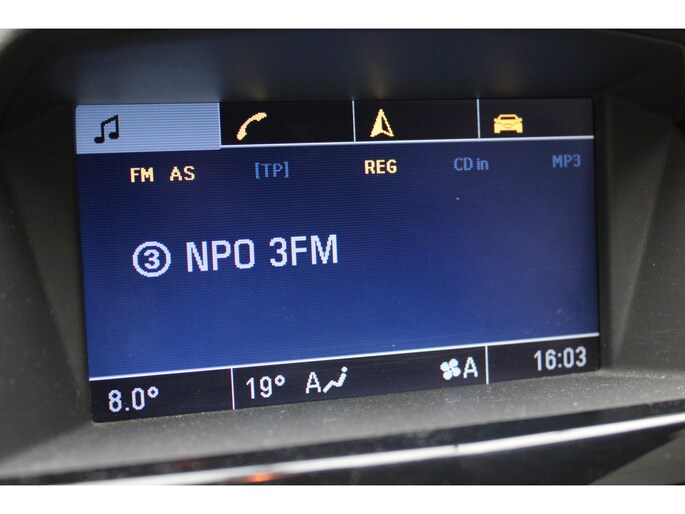 FM AS [TP] REG CD in MP3
③ NPO 3FM
8.0° 19° A A 16:03